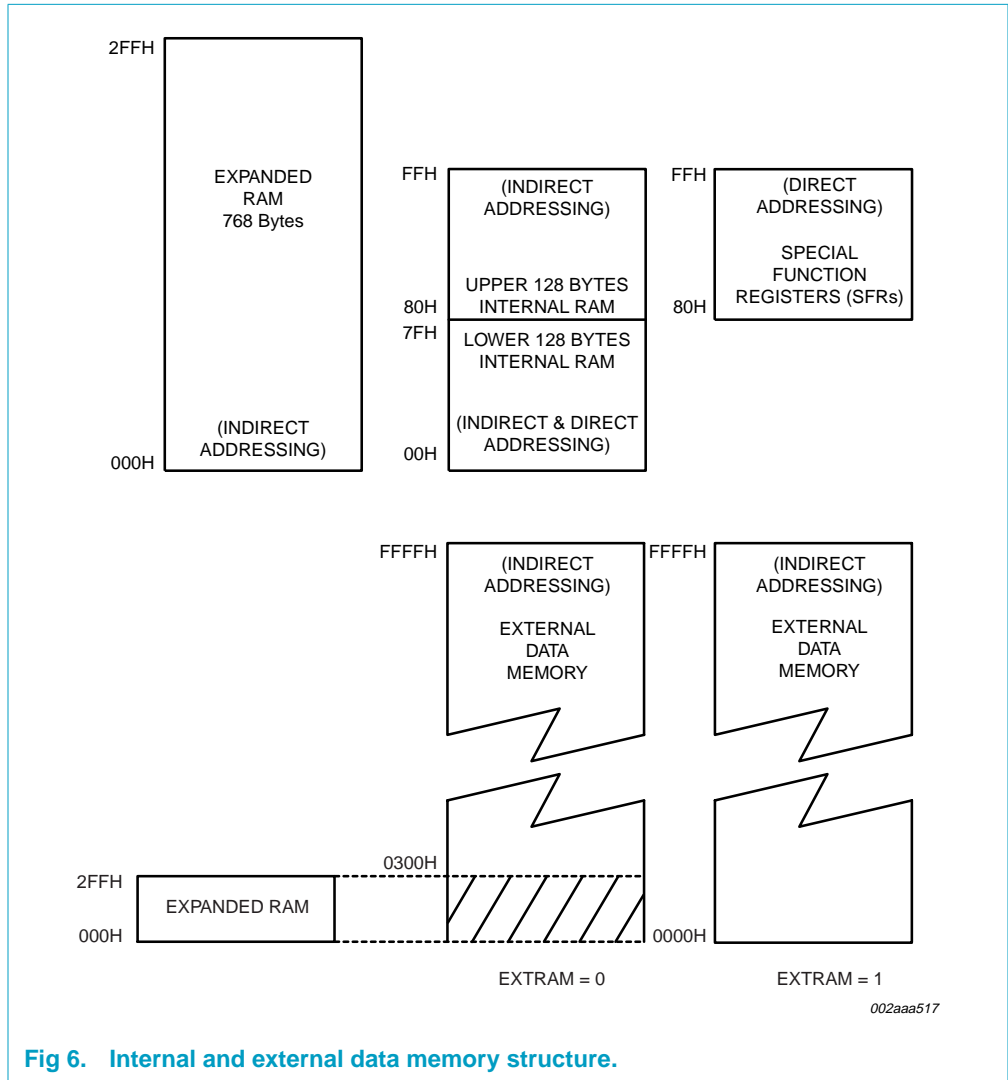 2FFH
EXPANDED
RAM
768 Bytes
(INDIRECT
ADDRESSING)
000H
FFH
(INDIRECT
ADDRESSING)
UPPER 128 BYTES
INTERNAL RAM
80H
7FH
LOWER 128 BYTES
INTERNAL RAM
(INDIRECT & DIRECT
ADDRESSING)
00H
FFH
(DIRECT
ADDRESSING)
SPECIAL
FUNCTION
REGISTERS (SFRs)
80H
FFFFH
(INDIRECT
ADDRESSING)
EXTERNAL
DATA
MEMORY
FFFFH
(INDIRECT
ADDRESSING)
EXTERNAL
DATA
MEMORY
0300H
2FFH
EXPANDED RAM
000H
0000H
EXTRAM = 0
EXTRAM = 1
002aaa517
Fig 6. Internal and external data memory structure.